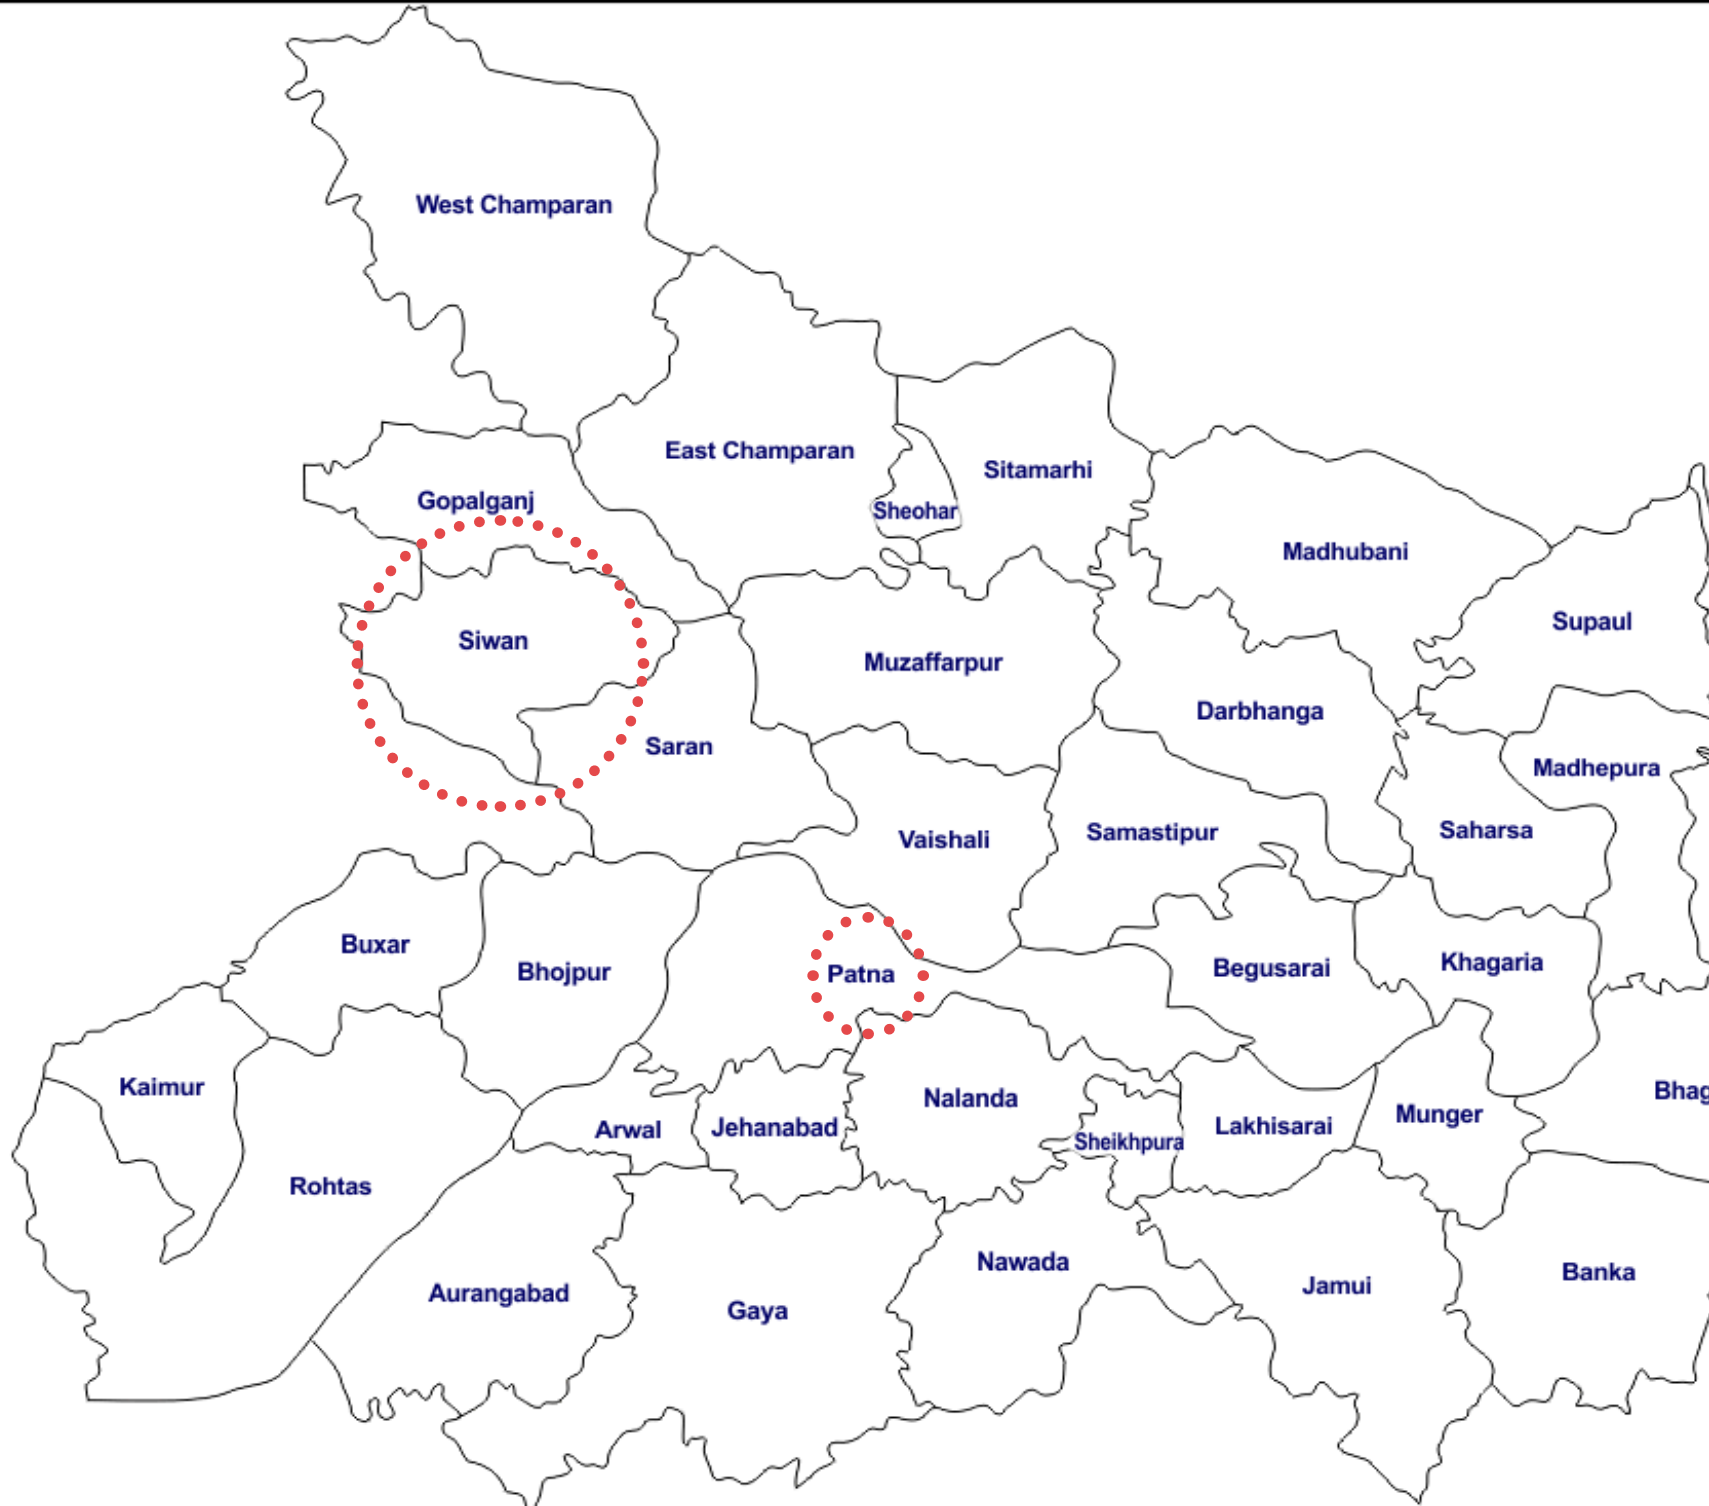 West Champaran
East Champaran
Sitamarhi
Gopalganj
Sheohar
Madhubani
Supaul
Siwan
Muzaffarpur
Darbhanga
Saran
Madhepura
Vaishali
Samastipur
Saharsa
Buxar
Bhojpur
Patna
Begusarai
Khagaria
Kaimur
Nalanda
Bhag
Arwal
Jehanabad
Sheikhpura
Lakhisarai
Munger
Rohtas
Nawada
Aurangabad
Gaya
Jamui
Banka